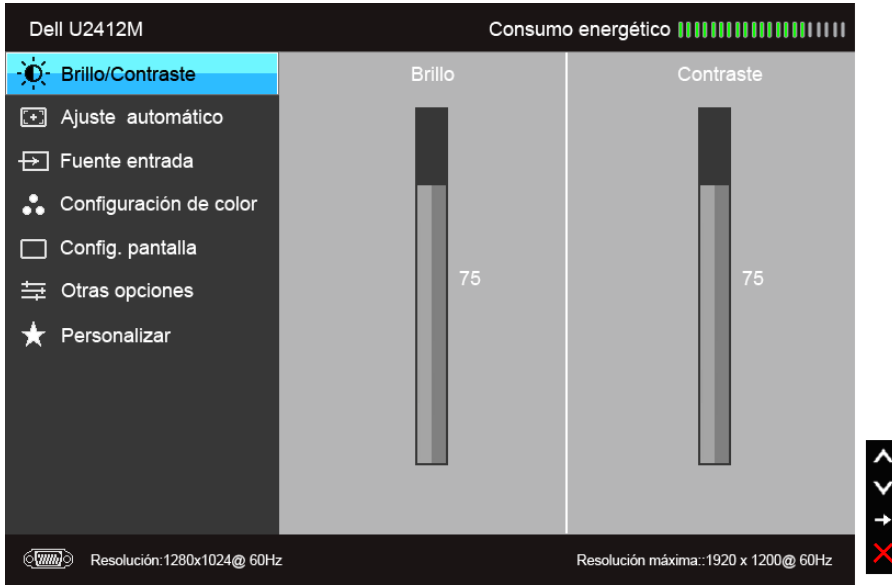 Dell U2412M
Consumo energético
Brillo/Contraste
Ajuste automático
Fuente entrada
Configuración de color
Config. pantalla
Otras opciones
Personalizar
Brillo
75
Contraste
75
Resolución:1280x1024@ 60Hz
Resolución máxima::1920 x 1200@ 60Hz